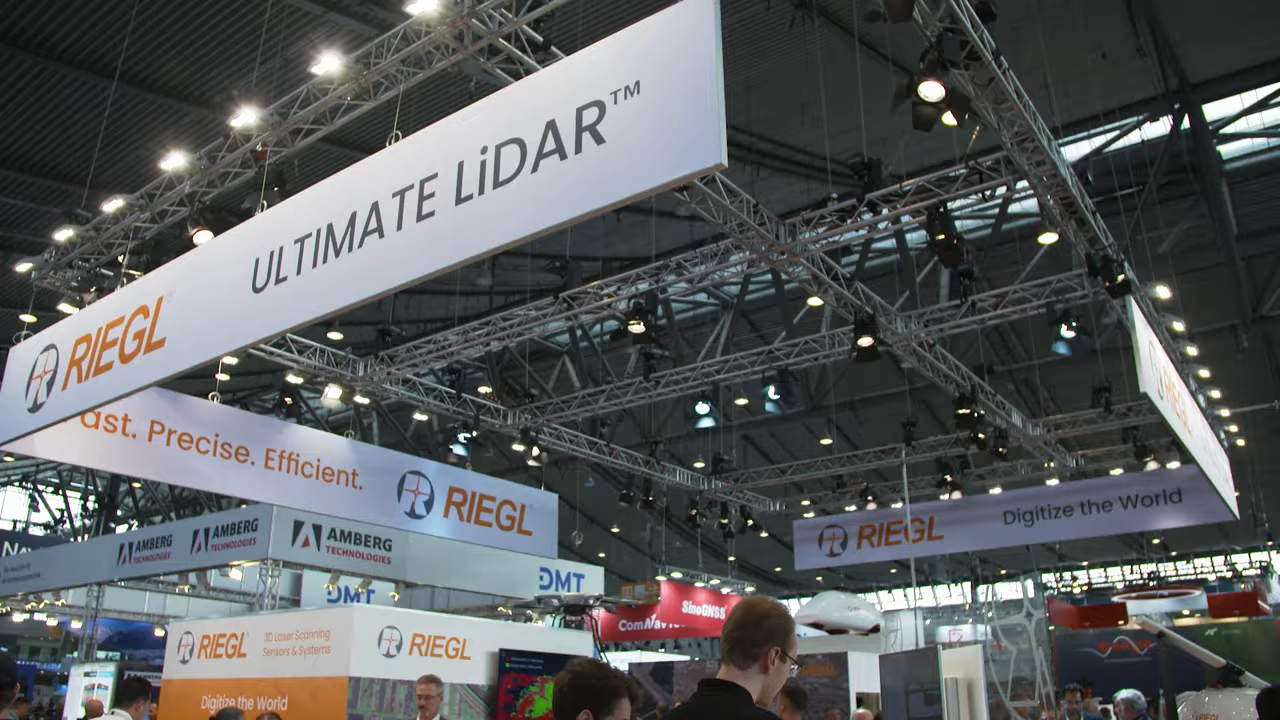 ULTIMATE LiDAR™
RIEGL
ast. Precise. Efficient.
RIEGL
RIEGL
Digitize the World
AMBERG
TECHNOLOGIES
AMBERG
TECHNOLOGIES
AMBERG
TECHNOLOGIES
DMT
DMT
SinoGNSS
RIEGL
3D Laser Scanning
Sensors & Systems
RIEGL
Digitize the World